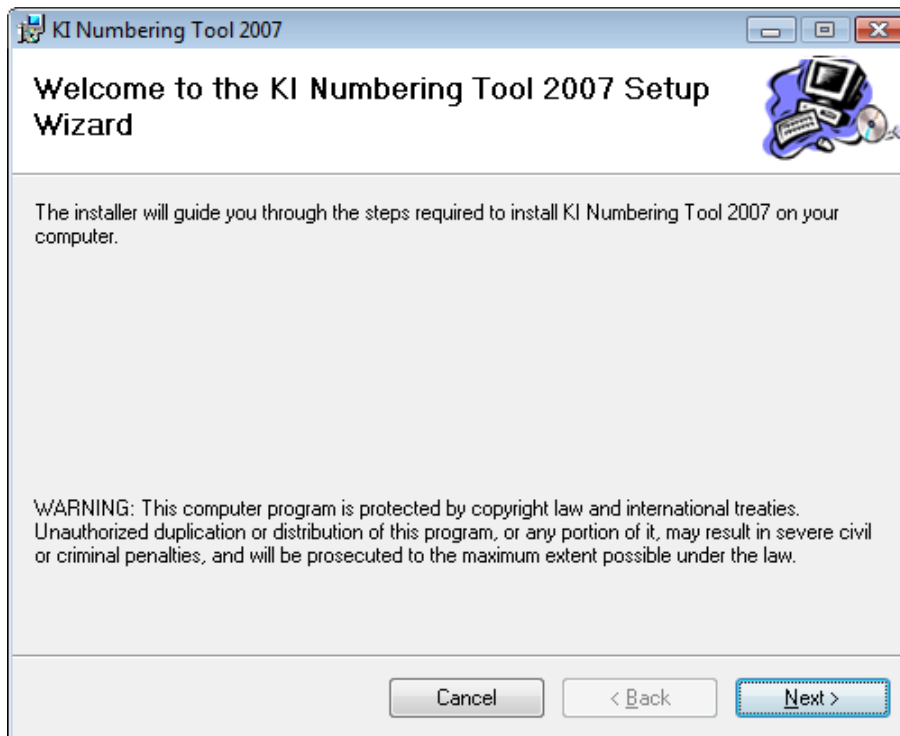 KI Numbering Tool 2007
Welcome to the KI Numbering Tool 2007 Setup
Wizard
The installer will guide you through the steps required to install KI Numbering Tool 2007 on your
computer.
WARNING: This computer program is protected by copyright law and international treaties.
Unauthorized duplication or distribution of this program, or any portion of it, may result in severe civil
or criminal penalties, and will be prosecuted to the maximum extent possible under the law.
Cancel
< Back
Next >